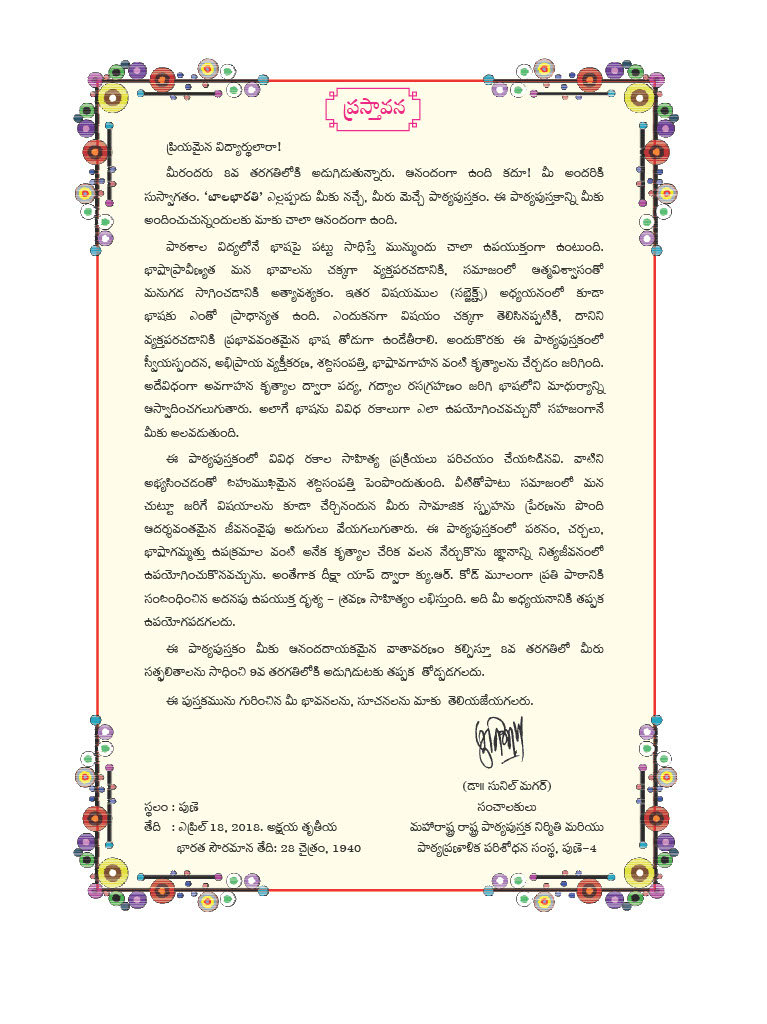 ప్రస్తావన
ప్రియమైన విద్యార్థులారా!
మీరందరు 8వ తరగతిలోకి అడుగిడుతున్నారు. ఆనందంగా ఉంది కదూ! మీ అందరికి
సుస్వాగతం. ‘బాలభారతి’ ఎల్లప్పుడు మీకు నచ్చే, మీరు మెచ్చే పాఠ్యపుస్తకం. ఈ పాఠ్యపుస్తకాన్ని మీకు
అందించుచున్నందులకు మాకు చాలా ఆనందంగా ఉంది.
పాఠశాల విద్యలోనే భాషపై పట్టు సాధిస్తే మున్ముందు చాలా ఉపయుక్తంగా ఉంటుంది.
భాషాప్రావీణ్యత మన భావాలను చక్కగా వ్యక్తపరచడానికి, సమాజంలో ఆత్మవిశ్వాసంతో
మనుగడ సాగించడానికి అత్యావశ్యకం. ఇతర విషయముల (సబ్జెక్ట్స్) అధ్యయనంలో కూడా
భాషకు ఎంతో ప్రాధాన్యత ఉంది. ఎందుకనగా విషయం చక్కగా తెలిసినప్పటికి, దానిని
వ్యక్తపరచడానికి ప్రభావవంతమైన భాష తోడుగా ఉండేతీరాలి. అందుకొరకు ఈ పాఠ్యపుస్తకంలో
స్వీయస్పందన, అభిప్రాయ వ్యక్తీకరణ, శబ్దసంపత్తి, భాషావగాహన వంటి కృత్యాలను చేర్చడం జరిగింది.
అదేవిధంగా అవగాహన కృత్యాల ద్వారా పద్య, గద్యాల రసగ్రహణం జరిగి భాషలోని మాధుర్యాన్ని
ఆస్వాదించగలుగుతారు. అలాగే భాషను వివిధ రకాలుగా ఎలా ఉపయోగించవచ్చునో సహజంగానే
మీకు అలవడుతుంది.
ఈ పాఠ్యపుస్తకంలో వివిధ రకాల సాహిత్య ప్రక్రియలు పరిచయం చేయబడినవి. వాటిని
అభ్యసించడంతో బహుముఖమైన శబ్దసంపత్తి పెంపొందుతుంది. వీటితోపాటు సమాజంలో మన
చుట్టూ జరిగే విషయాలను కూడా చేర్చినందున మీరు సామాజిక స్పృహను ప్రేరణను పొంది
ఆదర్శవంతమైన జీవనంవైపు అడుగులు వేయగలుగుతారు. ఈ పాఠ్యపుస్తకంలో పఠనం, చర్చలు,
భాషాగమ్మత్తు ఉపక్రమాల వంటి అనేక కృత్యాల చేరిక వలన నేర్చుకొను జ్ఞానాన్ని నిత్యజీవనంలో
ఉపయోగించుకొనవచ్చును. అంతేగాక దీక్షా యాప్ ద్వారా క్యు.ఆర్. కోడ్ మూలంగా ప్రతి పాఠానికి
సంబంధించిన అదనపు ఉపయుక్త దృశ్య – శ్రవణ సాహిత్యం లభిస్తుంది. అది మీ అధ్యయనానికి తప్పక
ఉపయోగపడగలదు.
ఈ పాఠ్యపుస్తకం మీకు ఆనందదాయకమైన వాతావరణం కల్పిస్తూ 8వ తరగతిలో మీరు
సత్ఫలితాలను సాధించి 9వ తరగతిలోకి అడుగిడుటకు తప్పక తోడ్పడగలదు.
ఈ పుస్తకమును గురించిన మీ భావనలను, సూచనలను మాకు తెలియజేయగలరు.
(డా॥ సునిల్ మగర్)
స్థలం : పుణె
సంచాలకులు
తేది : ఎప్రిల్ 18, 2018. అక్షయ తృతీయ
మహారాష్ట్ర రాష్ట్ర పాఠ్యపుస్తక నిర్మితి మరియు
భారత సౌరమాన తేది: 28 చైత్రం, 1940
పాఠ్యప్రణాళిక పరిశోధన సంస్థ, పుణె–4